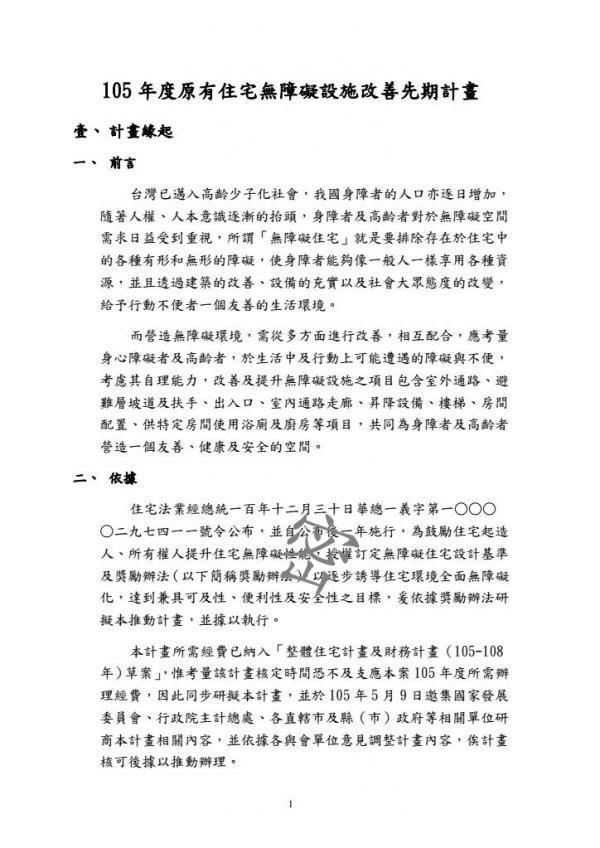 105 年度原有住宅無障礙設施改善先期計畫
壹、計畫緣起
一、 前言
台灣已邁入高齡少子化社會，我國身障者的人口亦逐日增加，
隨著人權、人本意識逐漸的抬頭，身障者及高齡者對於無障礙空間
需求日益受到重視，所謂「無障礙住宅」就是要排除存在於住宅中
的各種有形和無形的障礙，使身障者能夠像一般人一樣享用各種資
源，並且透過建築的改善、設備的充實以及社會大眾態度的改變，
給予行動不便者一個友善的生活環境。
而營造無障礙環境，需從多方面進行改善，相互配合，應考量
身心障礙者及高齡者，於生活中及行動上可能遭遇的障礙與不便，
考慮其自理能力，改善及提升無障礙設施之項目包含室外通路、避
難層坡道及扶手、出入口、室內通路走廊、昇降設備、樓梯、房間
配置、供特定房間使用浴廁及廚房等項目，共同為身障者及高齡者
營造一個友善、健康及安全的空間。
二、 依據
住宅法業經總統一百年十二月三十日華總一義字第一〇〇〇
〇二九七四一一號令公布，並自公布後一年施行，為鼓勵住宅起造
人、所有權人提升住宅無障礙性能，授權訂定無障礙住宅設計基準
及獎勵辦法（以下簡稱獎勵辦法）以逐步誘導住宅環境全面無障礙
化，達到兼具可及性、便利性及安全性之目標，爰依據獎勵辦法研
擬本推動計畫，並據以執行。
本計畫所需經費已納入「整體住宅計畫及財務計畫（105-108
年）草案」，惟考量該計畫核定時間恐不及支應本案 105 年度所需辦
理經費，因此同步研擬本計畫，並於 105 年 5 月 9 日邀集國家發展
委員會、行政院主計總處、各直轄市及縣（市）政府等相關單位研
商本計畫相關內容，並依據各與會單位意見調整計畫內容，俟計畫
核可後據以推動辦理。
密
1